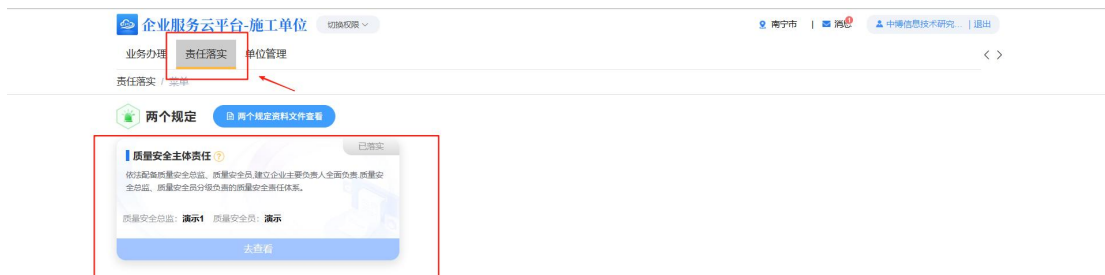 企业服务云平台-施工单位 切换权限 南宁市 | 消息 中博信息技术研究... | 退出
业务办理 责任落实 单位管理
责任落实 / 菜单
两个规定 两个规定资料文件查看
已落实
质量安全主体责任
依法配备质量安全总监、质量安全员,建立企业主要负责人全面负责,质量安
全总监、质量安全员分级负责的质量安全责任体系。
质量安全总监: 演示1 质量安全员: 演示
去查看